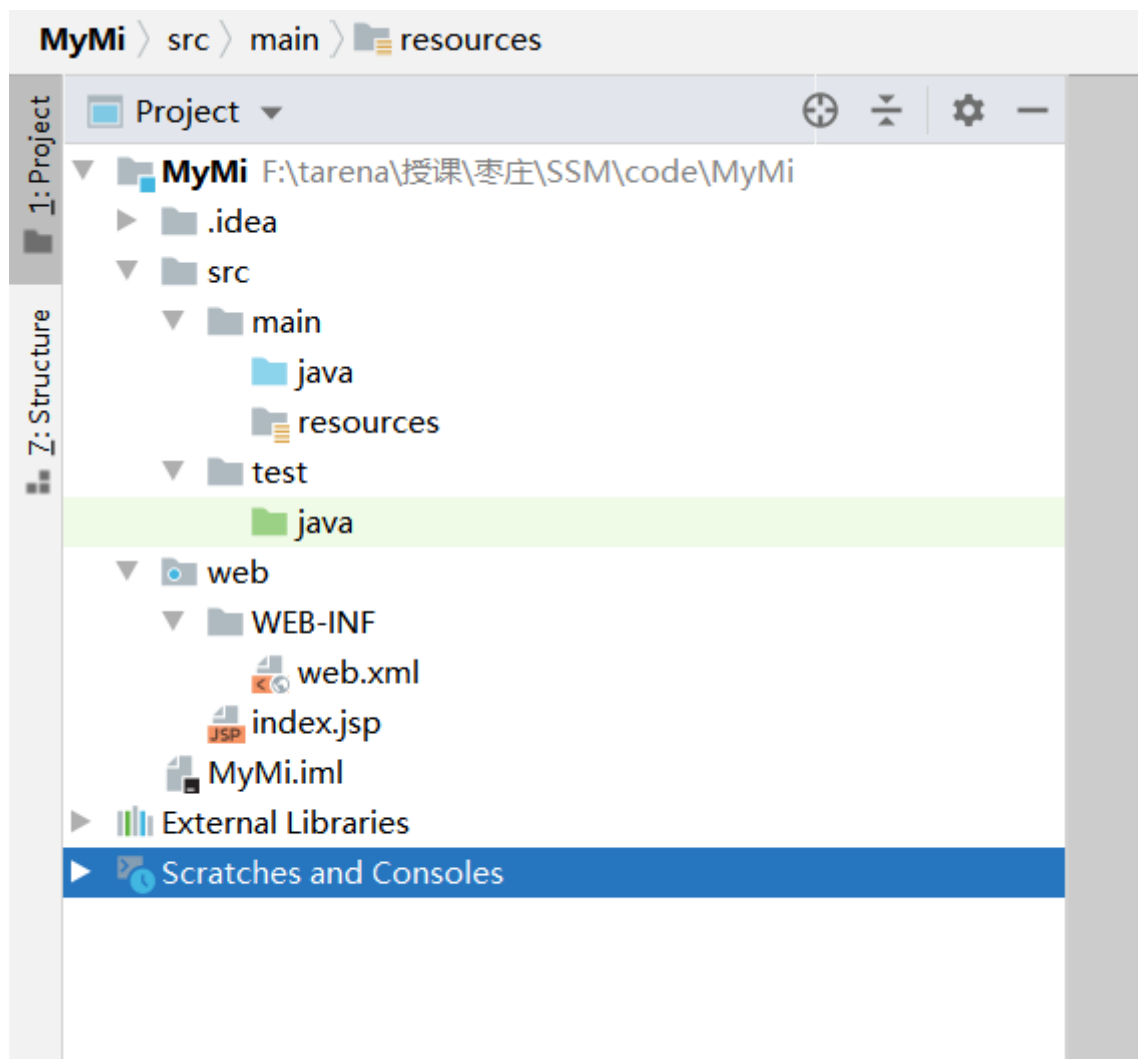 MyMi 〉 src 〉 main 〉 resources
1: Project
7: Structure
Project
MyMi F:\tarena\授课\枣庄\SSM\code\MyMi
.idea
src
main
java
resources
test
java
web
WEB-INF
web.xml
JSP index.jsp
MyMi.iml
External Libraries
Scratches and Consoles